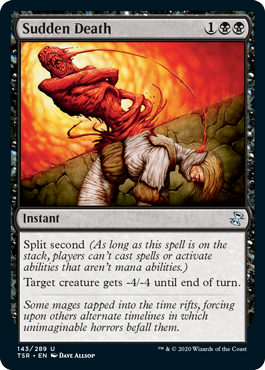 Sudden Death
1
Instant
Split second (As long as this spell is on the
stack, players can't cast spells or activate
abilities that aren't mana abilities.)
Target creature gets -4/-4 until end of turn.
Some mages tapped into the time rifts, forcing
upon others alternate timelines in which
unimaginable horrors befell them.
143/289 U
TSR • EN Dave Allsop
™ & © 2020 Wizards of the Coast